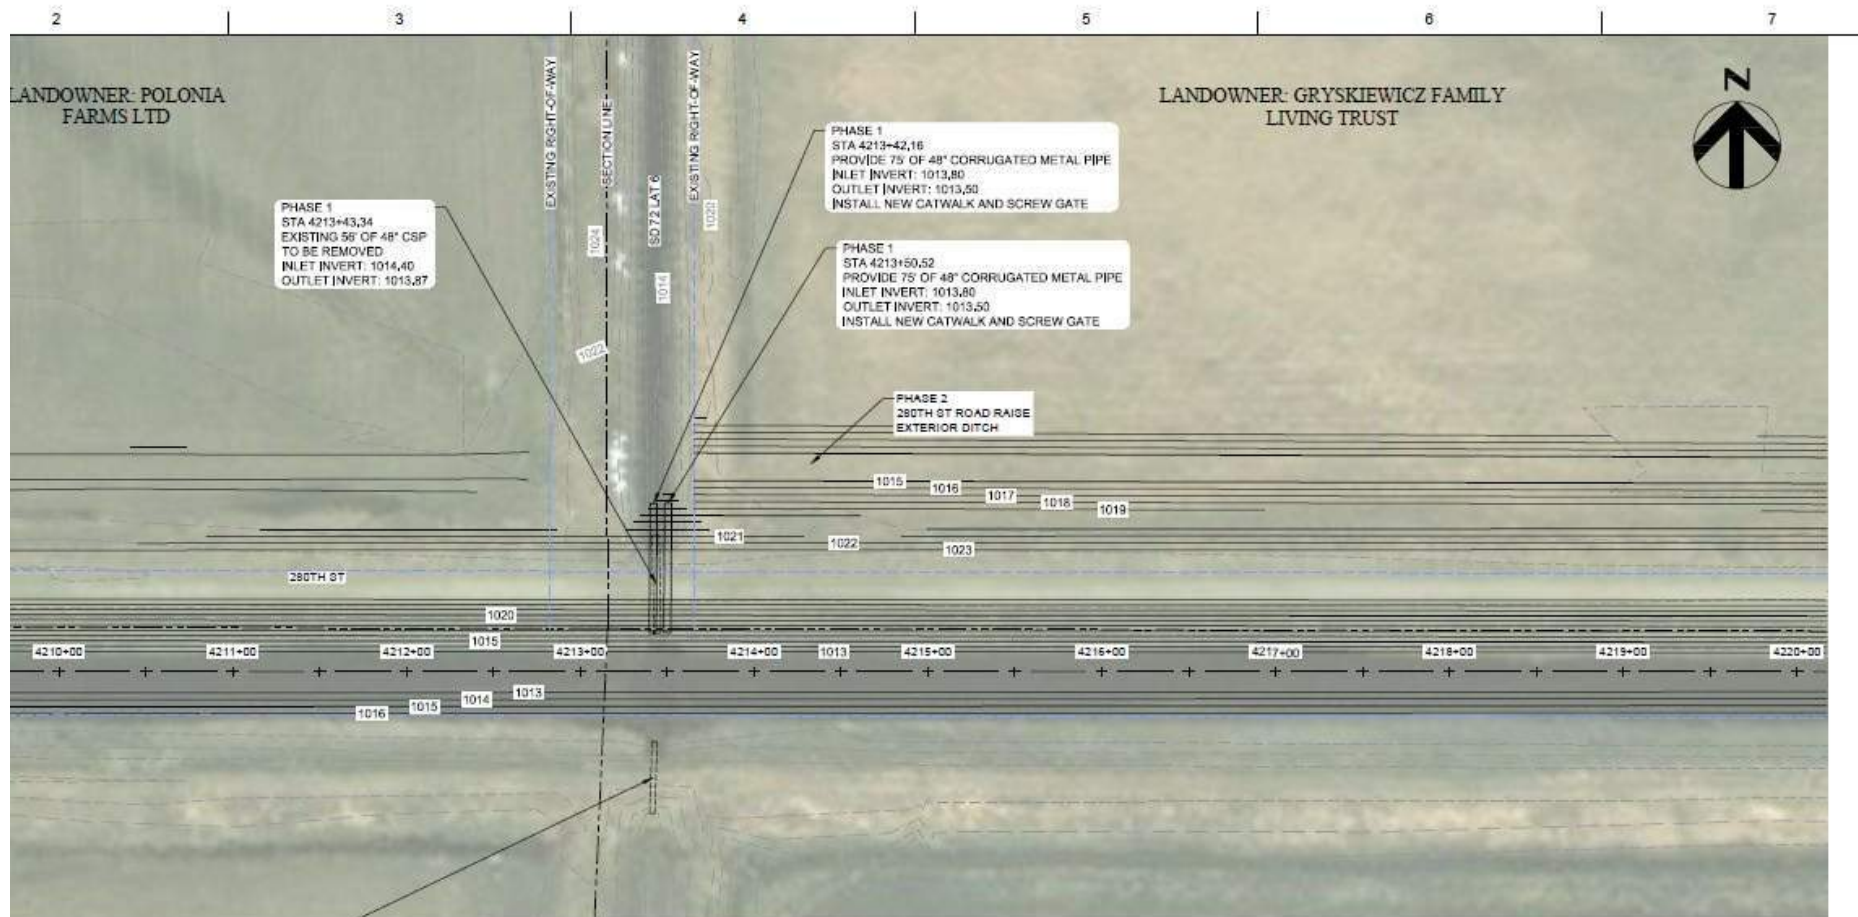 2 3 4 5 6 7
LANDOWNER: POLONIA
FARMS LTD
EXISTING RIGHT-OF-WAY
SECTION LINE
SD 72 LAT 6
EXISTING RIGHT-OF-WAY
LANDOWNER: GRYSKIEWICZ FAMILY
LIVING TRUST
N
PHASE 1
STA 4213+42.16
PROVIDE 75' OF 48" CORRUGATED METAL PIPE
INLET INVERT: 1013.80
OUTLET INVERT: 1013.50
INSTALL NEW CATWALK AND SCREW GATE
PHASE 1
STA 4213+43.34
EXISTING 56' OF 48" CSP
TO BE REMOVED
INLET INVERT: 1014.40
OUTLET INVERT: 1013.87
PHASE 1
STA 4213+50.52
PROVIDE 75' OF 48" CORRUGATED METAL PIPE
INLET INVERT: 1013.80
OUTLET INVERT: 1013.50
INSTALL NEW CATWALK AND SCREW GATE
1024
1014
1022
1022
PHASE 2
280TH ST ROAD RAISE
EXTERIOR DITCH
1015
1016
1017
1018
1019
1021
1022
1023
280TH ST
1020
1015
4210+00 4211+00 4212+00 4213+00 4214+00 1013 4215+00 4216+00 4217+00 4218+00 4219+00 4220+00
1013
1014
1015
1016